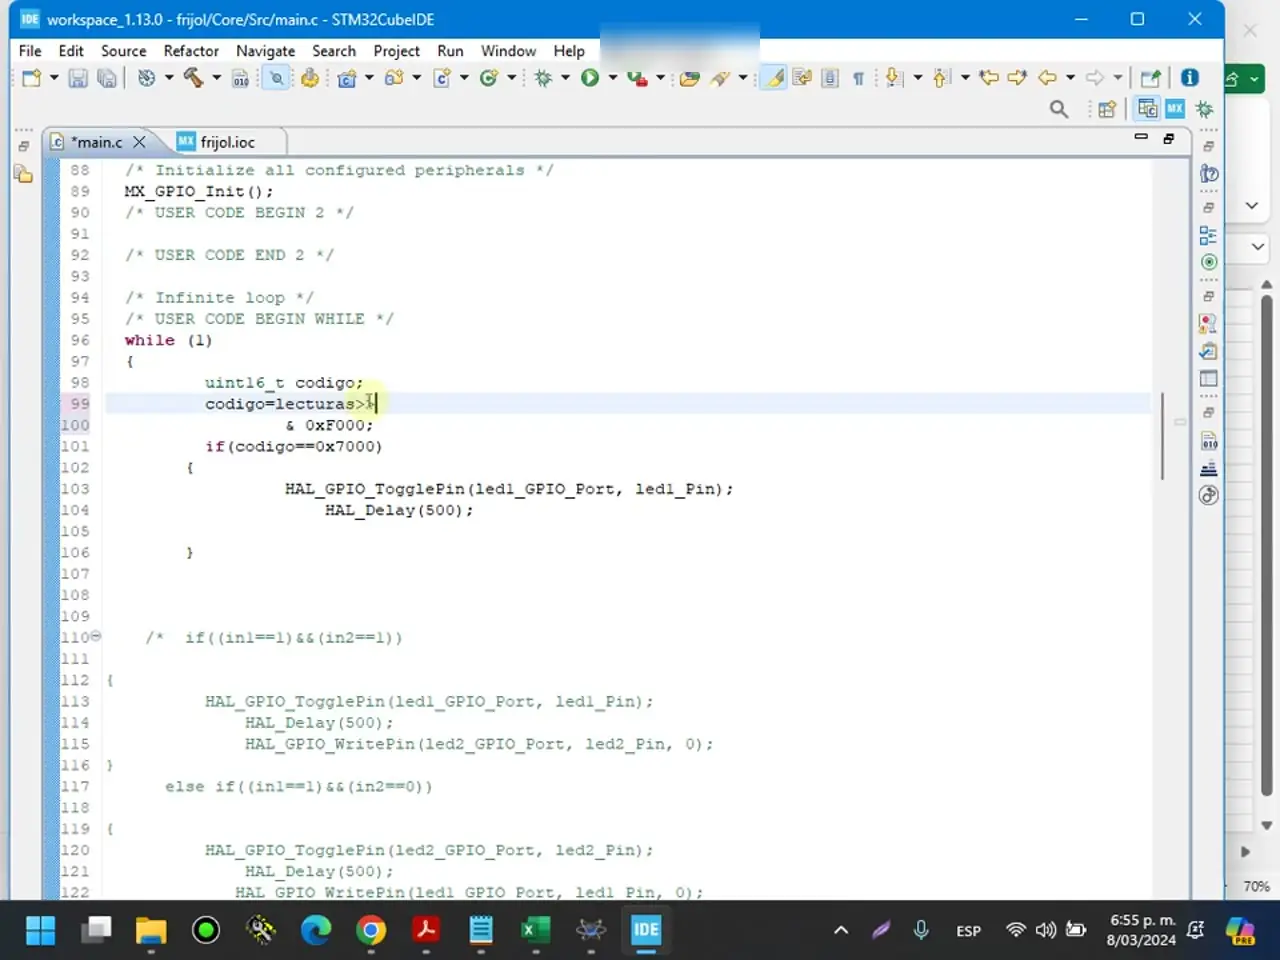 IDE workspace_1.13.0 - frijol/Core/Src/main.c - STM32CubeIDE
File Edit Source Refactor Navigate Search Project Run Window Help
*main.c
MX frijol.ioc
88 /* Initialize all configured peripherals */
89 MX_GPIO_Init();
90 /* USER CODE BEGIN 2 */
91
92 /* USER CODE END 2 */
93
94 /* Infinite loop */
95 /* USER CODE BEGIN WHILE */
96 while (1)
97 {
98 uint16_t codigo;
99 codigo=lecturas>>
100 & 0xF000;
101 if(codigo==0x7000)
102 {
103 HAL_GPIO_TogglePin(led1_GPIO_Port, led1_Pin);
104 HAL_Delay(500);
105
106 }
107
108
109
110 /* if((in1==1)&&(in2==1))
111
112 {
113 HAL_GPIO_TogglePin(led1_GPIO_Port, led1_Pin);
114 HAL_Delay(500);
115 HAL_GPIO_WritePin(led2_GPIO_Port, led2_Pin, 0);
116 }
117 else if((in1==1)&&(in2==0))
118
119 {
120 HAL_GPIO_TogglePin(led2_GPIO_Port, led2_Pin);
121 HAL_Delay(500);
122 HAL_GPIO_WritePin(led1_GPIO_Port, led1_Pin, 0);
70%
IDE
ESP
6:55 p. m.
8/03/2024
PRE